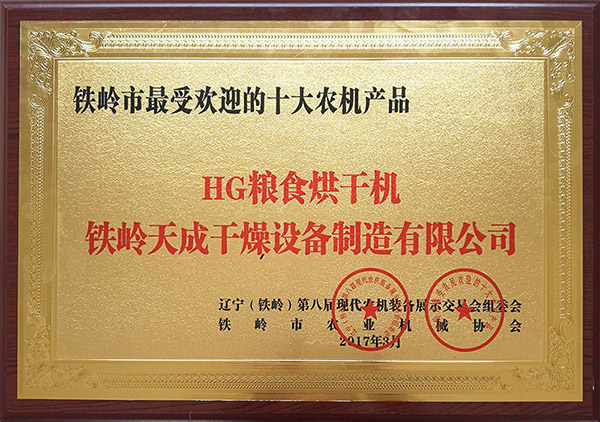 铁岭市最受欢迎的十大农机产品
HG粮食烘干机
铁岭天成干燥设备制造有限公司
辽宁（铁岭）第八届现代农机装备展示交易会组委会
铁岭市农业机械协会
2017年3月